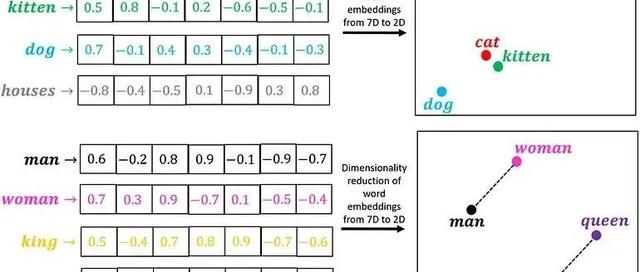 kitten → 0.5 0.8 −0.1 0.2 −0.6 −0.5 −0.1
embeddings
from 7D to 2D
cat
kitten
dog → 0.7 −0.1 0.4 0.3 −0.4 −0.1 −0.3
houses → −0.8 −0.4 −0.5 0.1 −0.9 0.3 0.8
dog
man → 0.6 −0.2 0.8 0.9 −0.1 −0.9 −0.7
woman → 0.7 0.3 0.9 −0.7 0.1 −0.5 −0.4
king → 0.5 −0.4 0.7 0.8 0.9 −0.7 −0.6
Dimensionality
reduction of
word
embeddings
from 7D to 2D
woman
man
queen